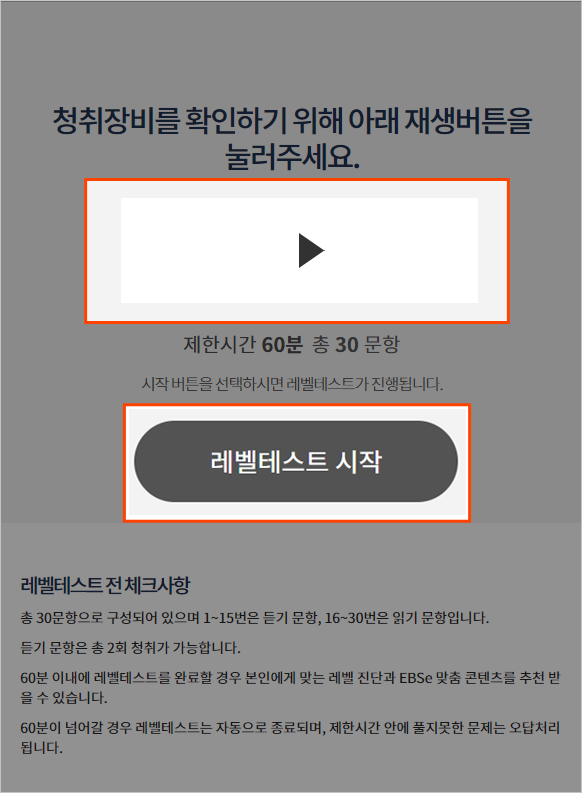 청취장비를 확인하기 위해 아래 재생버튼을
눌러주세요.
제한시간 60분 총 30 문항
시작 버튼을 선택하시면 레벨테스트가 진행됩니다.
레벨테스트 시작
레벨테스트 전 체크사항
총 30문항으로 구성되어 있으며 1~15번은 듣기 문항, 16~30번은 읽기 문항입니다.
듣기 문항은 총 2회 청취가 가능합니다.
60분 이내에 레벨테스트를 완료할 경우 본인에게 맞는 레벨 진단과 EBSe 맞춤 콘텐츠를 추천 받
을 수 있습니다.
60분이 넘어갈 경우 레벨테스트는 자동으로 종료되며, 제한시간 안에 풀지못한 문제는 오답처리
됩니다.